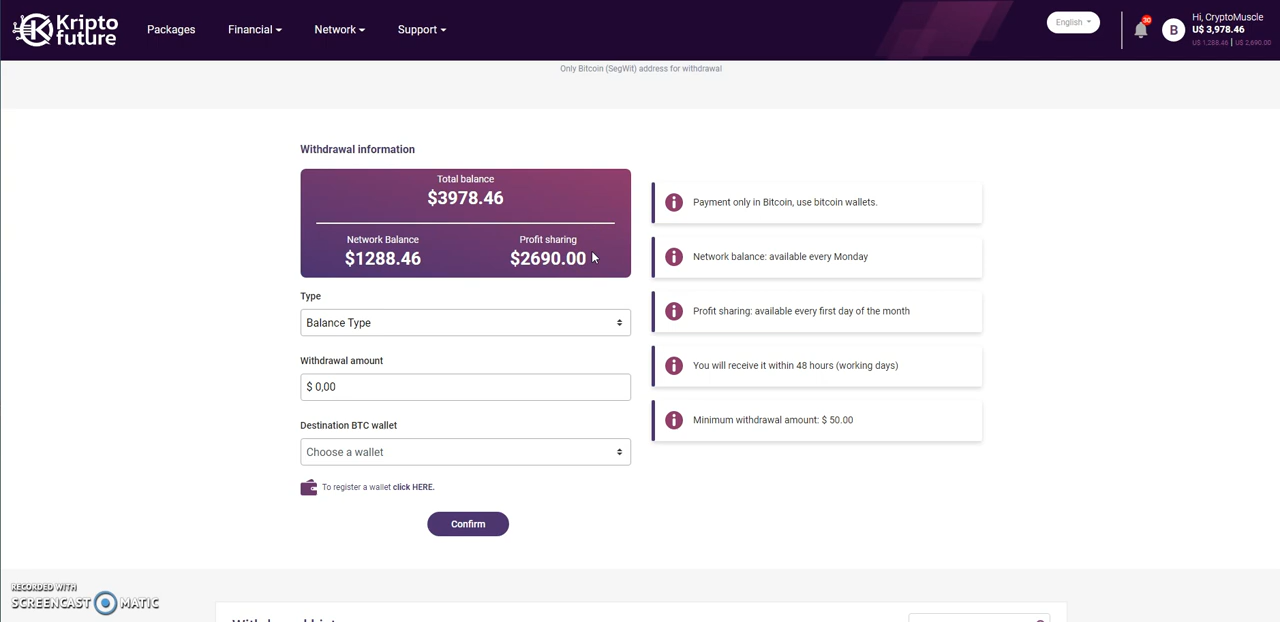 Kripto future
Packages
Financial
Network
Support
English
30
B
Hi, CryptoMuscle
U$ 3,978.46
U$ 1,288.46 | U$ 2,690.00
Only Bitcoin (SegWit) address for withdrawal
Withdrawal information
Total balance
$3978.46
Network Balance
Profit sharing
$1288.46
$2690.00
Type
Balance Type
Withdrawal amount
$ 0,00
Destination BTC wallet
Choose a wallet
To register a wallet click HERE.
Confirm
Payment only in Bitcoin, use bitcoin wallets.
Network balance: available every Monday
Profit sharing: available every first day of the month
You will receive it within 48 hours (working days)
Minimum withdrawal amount: $ 50.00
RECORDED WITH
SCREENCAST MATIC